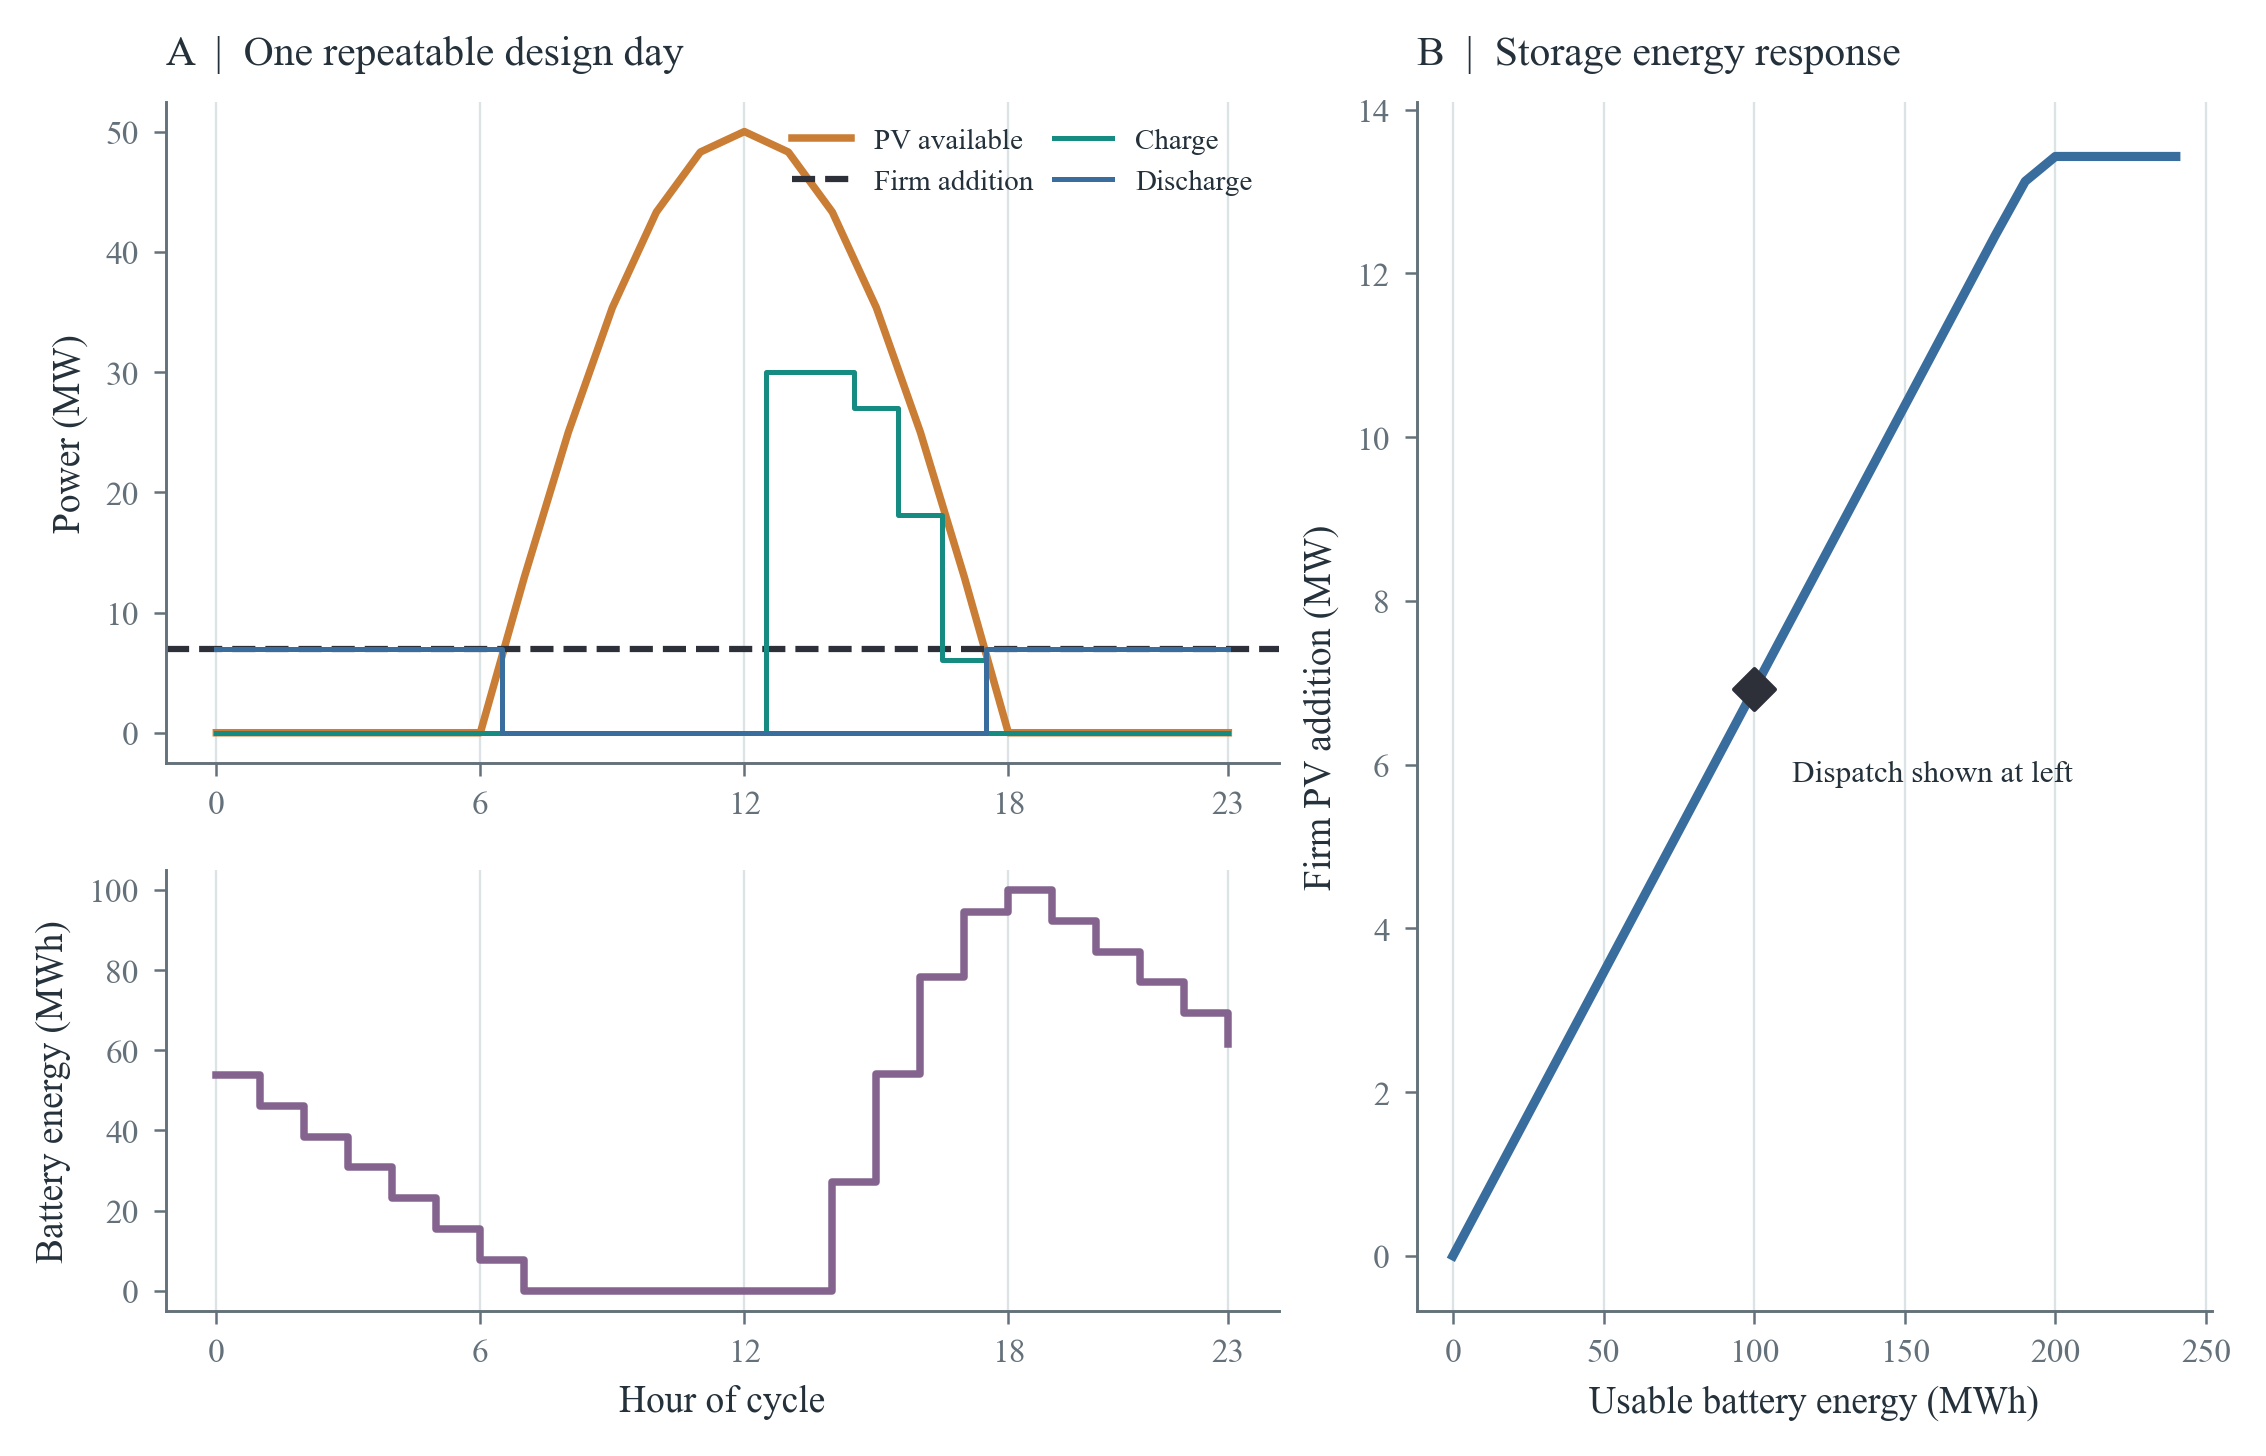 A | One repeatable design day
50
40
30
20
10
0
Power (MW)
PV available
Charge
Firm addition
Discharge
0 6 12 18 23
100
80
60
40
20
0
Battery energy (MWh)
0 6 12 18 23
Hour of cycle
B | Storage energy response
14
12
10
8
6
4
2
0
Firm PV addition (MW)
Dispatch shown at left
0 50 100 150 200 250
Usable battery energy (MWh)